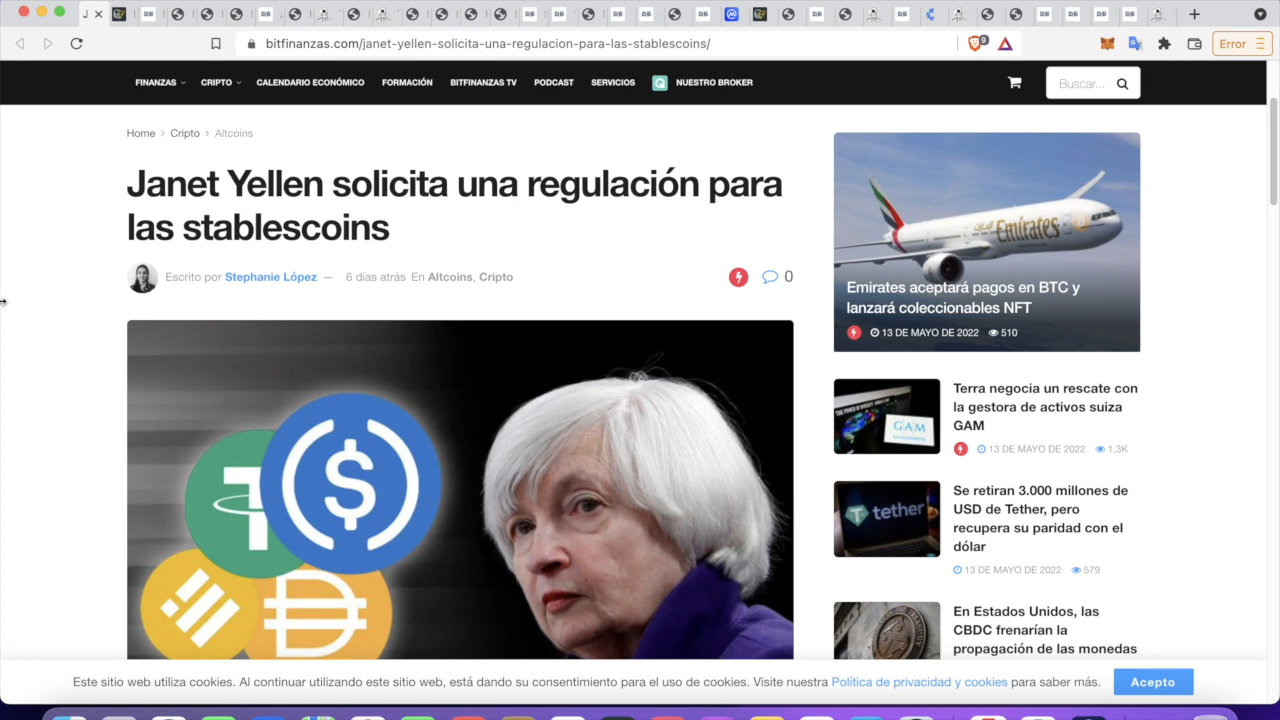 J
bitfinanzas.com/janet-yellen-solicita-una-regulacion-para-las-stablescoins/
9
Error
FINANZAS CRIPTO CALENDARIO ECONÓMICO FORMACIÓN BITFINANZAS TV PODCAST SERVICIOS NUESTRO BROKER
Buscar...
Home > Cripto > Altcoins
Janet Yellen solicita una regulación para
las stablescoins
Escrito por Stephanie López — 6 días atrás En Altcoins, Cripto
0
Emirates
Emirates aceptará pagos en BTC y
lanzará coleccionables NFT
13 DE MAYO DE 2022 510
GAM
Terra negocia un rescate con
la gestora de activos suiza
GAM
13 DE MAYO DE 2022 1.3K
tether
Se retiran 3.000 millones de
USD de Tether, pero
recupera su paridad con el
dólar
13 DE MAYO DE 2022 579
En Estados Unidos, las
CBDC frenarían la
propagación de las monedas
Este sitio web utiliza cookies. Al continuar utilizando este sitio web, está dando su consentimiento para el uso de cookies. Visite nuestra Política de privacidad y cookies para saber más.
Acepto